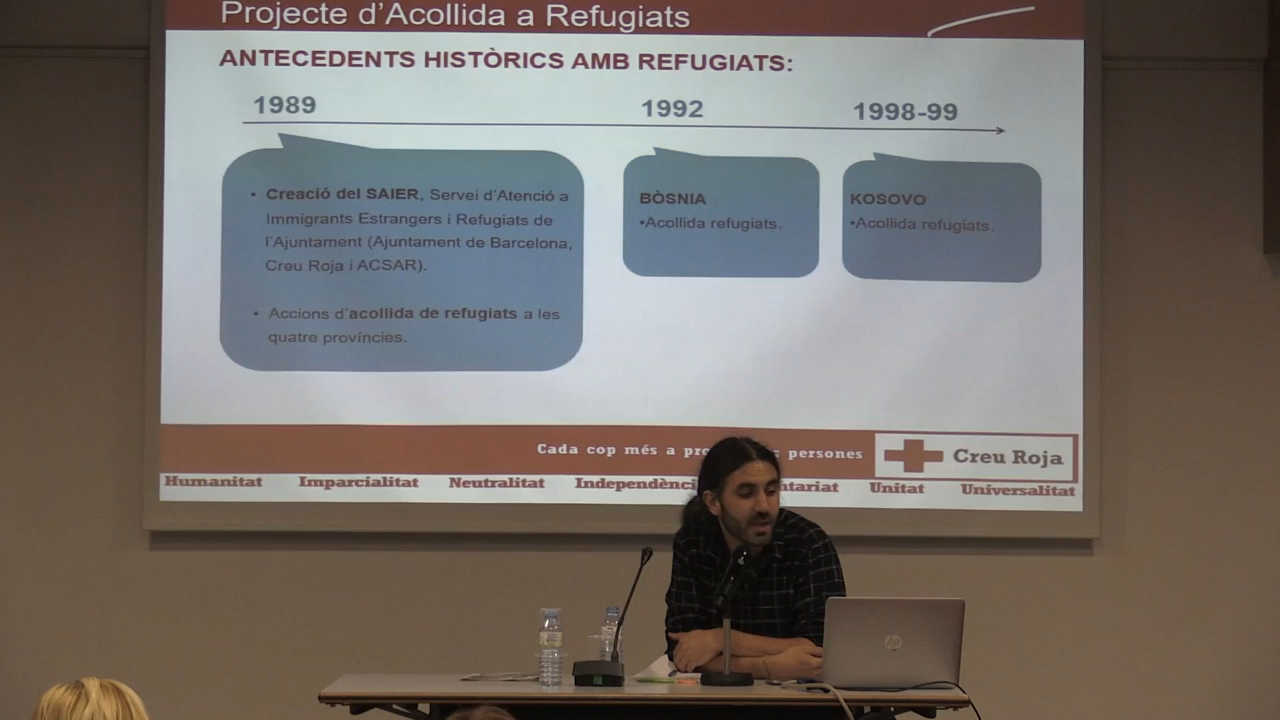 Projecte d'Acollida a Refugiats
ANTECEDENTS HISTÒRICS AMB REFUGIATS:
1989
1992
1998-99
• Creació del SAIER, Servei d'Atenció a
Immigrants Estrangers i Refugiats de
l'Ajuntament (Ajuntament de Barcelona,
Creu Roja i ACSAR).
• Accions d'acollida de refugiats a les
quatre províncies.
BÒSNIA
•Acollida refugiats.
KOSOVO
•Acollida refugiats.
Cada cop més a persones
Creu Roja
Humanitat Imparcialitat Neutralitat Unitat Universalitat
hp